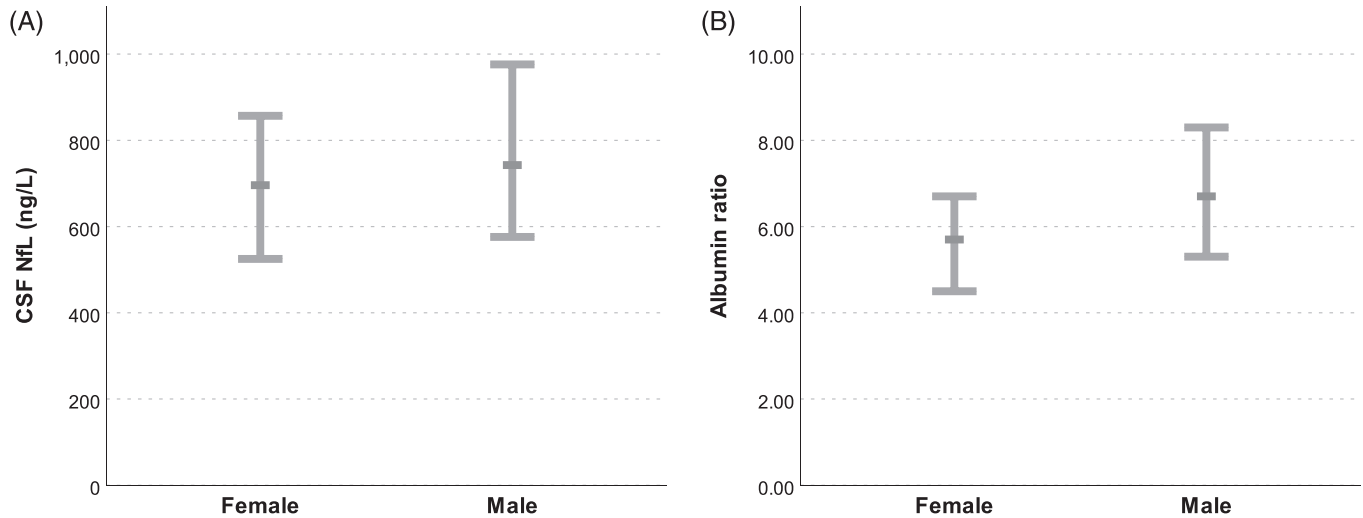 (A)
CSF NfL (ng/L)
1,000
800
600
400
200
0
Female Male
(B)
Albumin ratio
10.00
8.00
6.00
4.00
2.00
0.00
Female Male